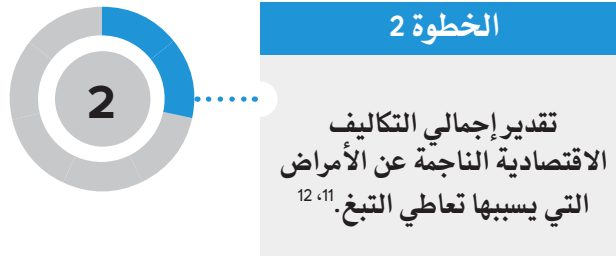 الخطوة 2
2
تقدير إجمالي التكاليف
الاقتصادية الناجمة عن الأمراض
التي يسببها تعاطي التبغ.11، 12